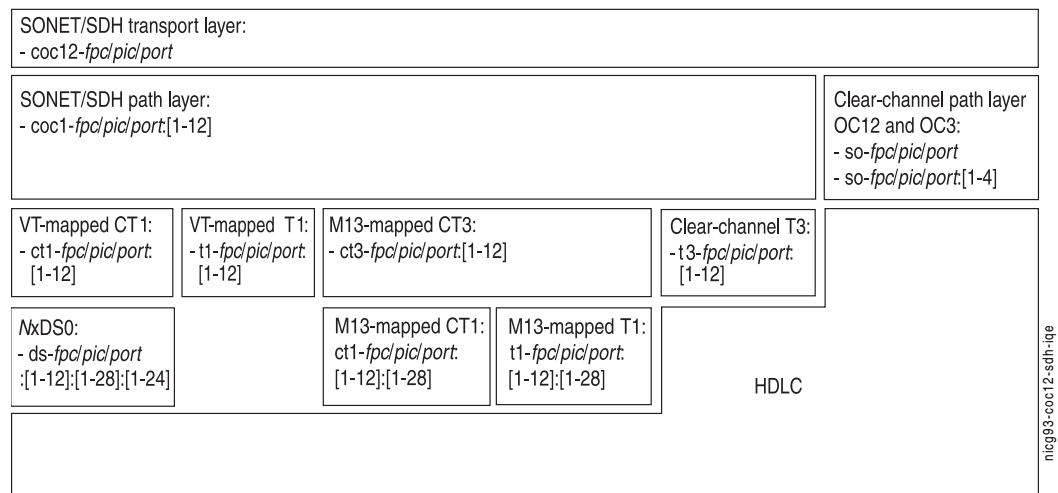 SONET/SDH transport layer:
- coc12-fpc/pic/port
SONET/SDH path layer:
- coc1-fpc/pic/port:[1-12]
Clear-channel path layer
OC12 and OC3:
- so-fpc/pic/port
- so-fpc/pic/port:[1-4]
VT-mapped CT1:
- ct1-fpc/pic/port:
[1-12]
VT-mapped T1:
- t1-fpc/pic/port:
[1-12]
M13-mapped CT3:
- ct3-fpc/pic/port:[1-12]
Clear-channel T3:
- t3-fpc/pic/port:
[1-12]
NxDS0:
- ds-fpc/pic/port
:[1-12]:[1-28]:[1-24]
M13-mapped CT1:
ct1-fpc/pic/port:
[1-12]:[1-28]
M13-mapped T1:
t1-fpc/pic/port:
[1-12]:[1-28]
HDLC
nicg93-coc12-sdh-iqe